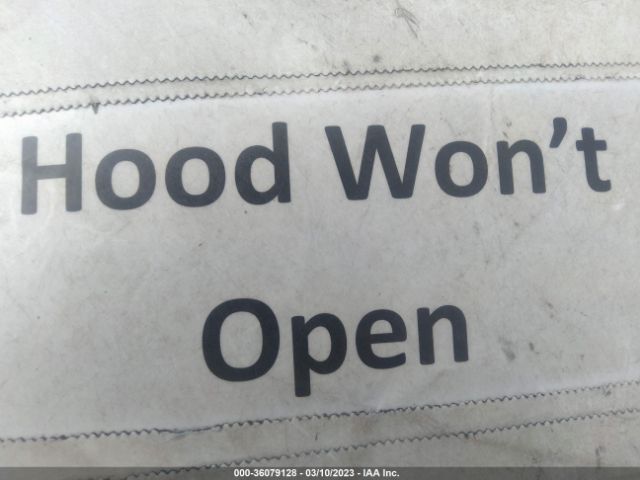 Hood Won’t
Open
000-36079128 - 03/10/2023 - IAA Inc.